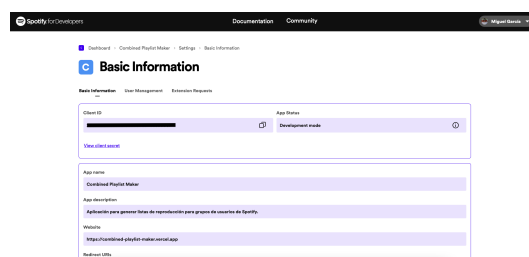 Spotify for Developers
Documentation
Community
Miguel García
C Dashboard
Combined Playlist Maker
Settings
Basic Information
C Basic Information
Basic Information
User Management
Extension Requests
Client ID
App Status
Development mode
View client secret
App name
Combined Playlist Maker
App description
Aplicación para generar listas de reproducción para grupos de usuarios de Spotify.
Website
https://combined-playlist-maker.vercel.app
Redirect URIs